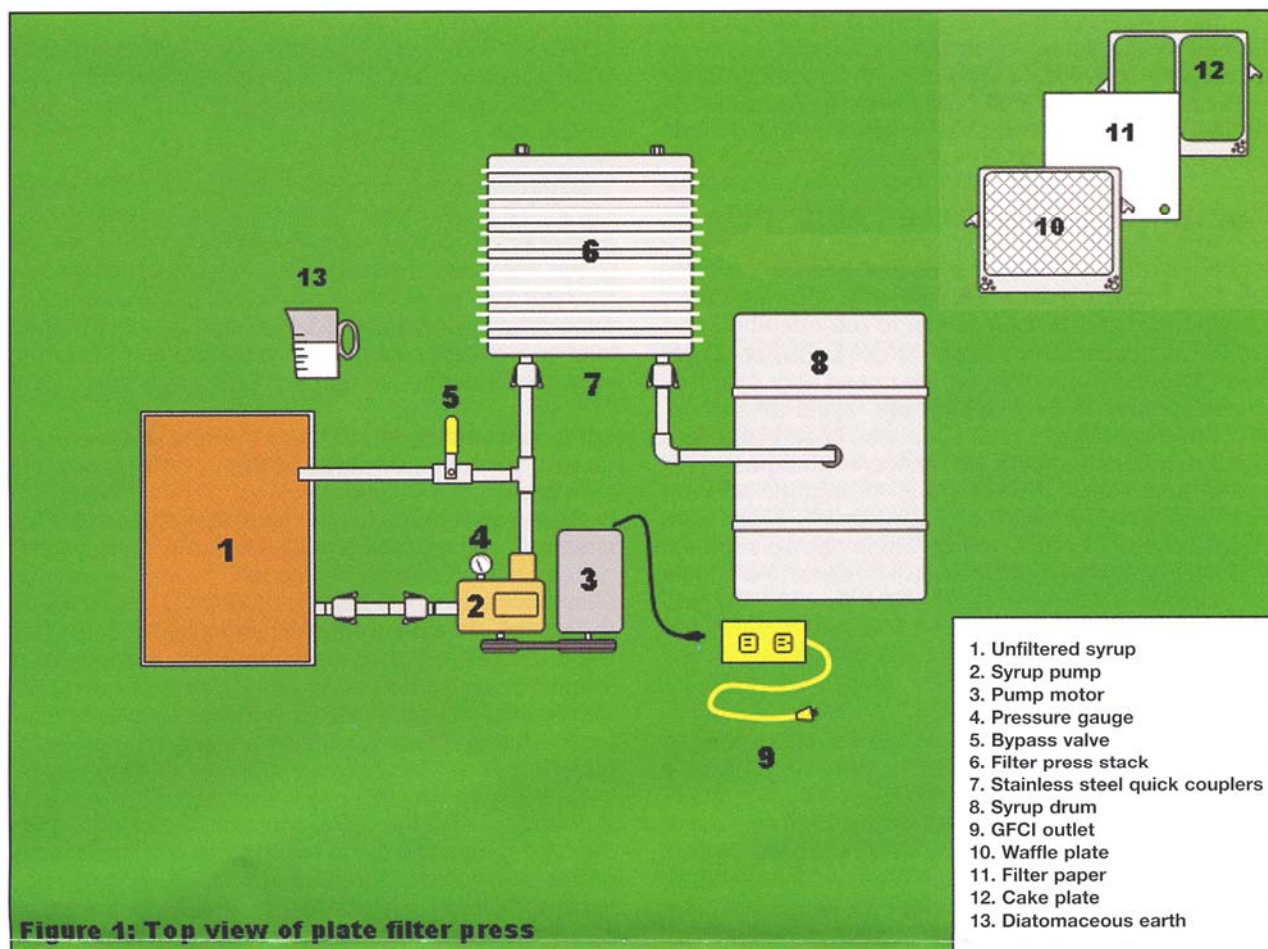 12
11
10
6
13
7
8
5
4
1
2
3
9
1. Unfiltered syrup
2. Syrup pump
3. Pump motor
4. Pressure gauge
5. Bypass valve
6. Filter press stack
7. Stainless steel quick couplers
8. Syrup drum
9. GFCI outlet
10. Waffle plate
11. Filter paper
12. Cake plate
13. Diatomaceous earth
Figure 1: Top view of plate filter press